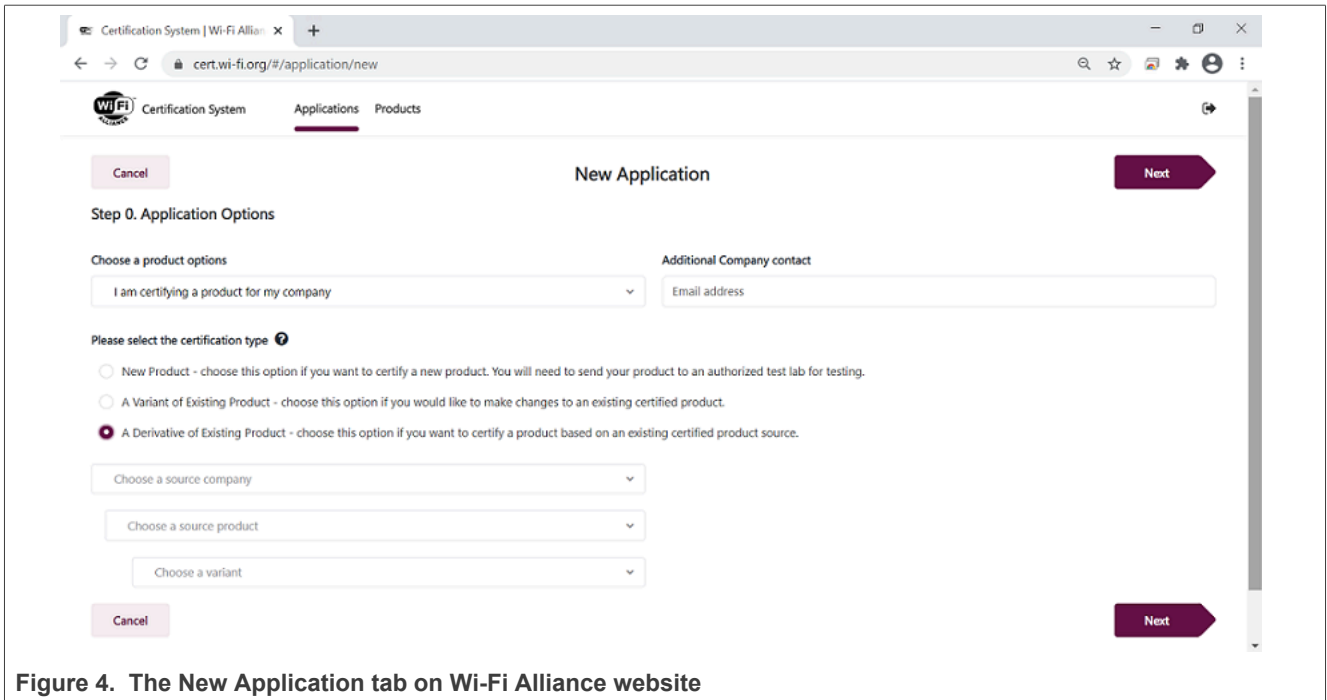 Certification System | Wi-Fi Allian
cert.wi-fi.org/#/application/new
Wi Fi
ALLIANCE
Certification System
Applications
Products
Cancel
New Application
Next
Step 0. Application Options
Choose a product options
Additional Company contact
I am certifying a product for my company
Email address
Please select the certification type
New Product - choose this option if you want to certify a new product. You will need to send your product to an authorized test lab for testing.
A Variant of Existing Product - choose this option if you would like to make changes to an existing certified product.
A Derivative of Existing Product - choose this option if you want to certify a product based on an existing certified product source.
Choose a source company
Choose a source product
Choose a variant
Cancel
Next
Figure 4. The New Application tab on Wi-Fi Alliance website